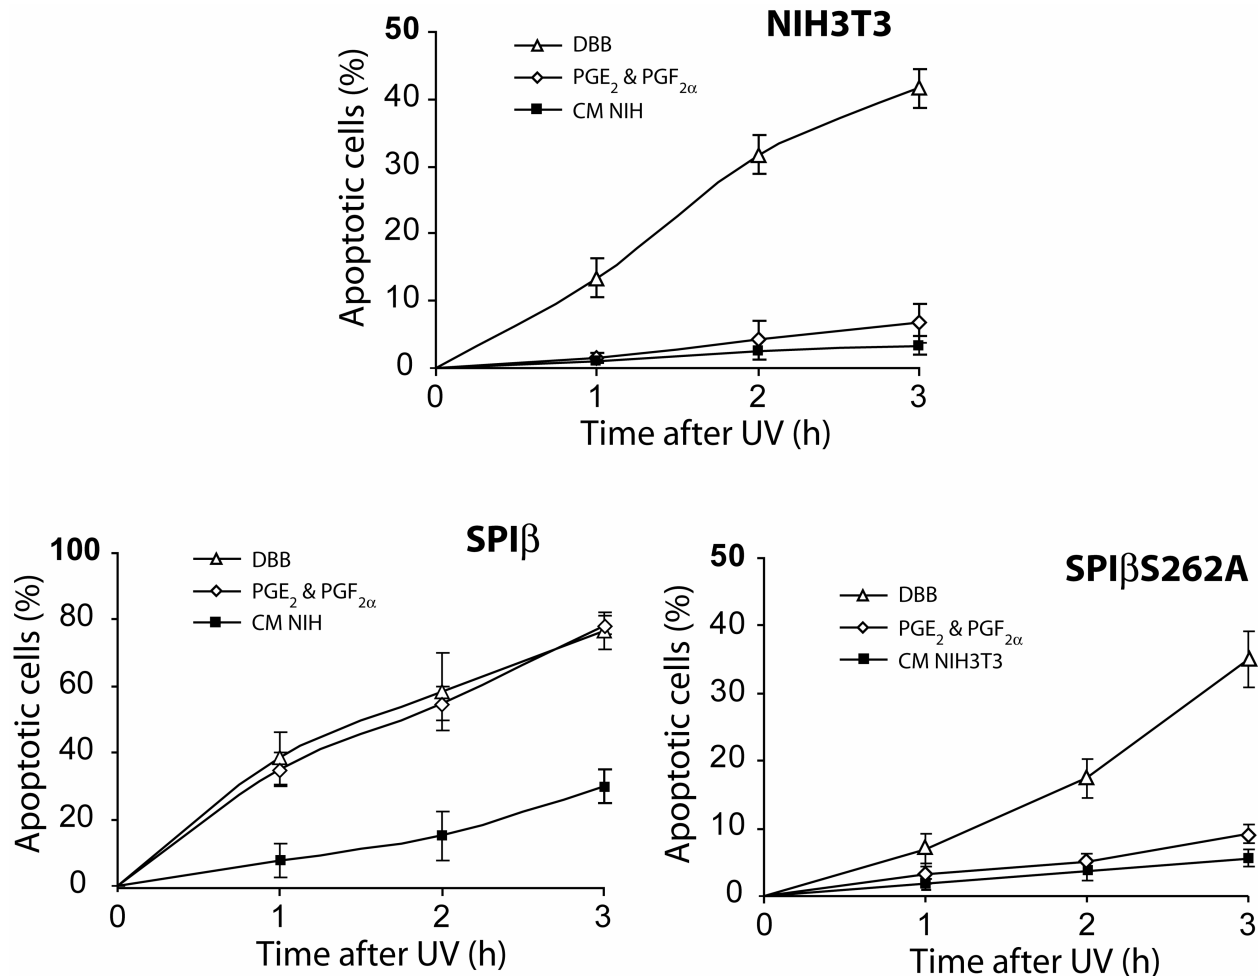 NIH3T3
50
40
30
20
10
0
Apoptotic cells (%)
DBB
PGE2 & PGF2α
CM NIH
0 1 2 3
Time after UV (h)
SPIβ
100
80
60
40
20
0
Apoptotic cells (%)
DBB
PGE2 & PGF2α
CM NIH
0 1 2 3
Time after UV (h)
SPIβS262A
50
40
30
20
10
0
Apoptotic cells (%)
DBB
PGE2 & PGF2α
CM NIH3T3
0 1 2 3
Time after UV (h)